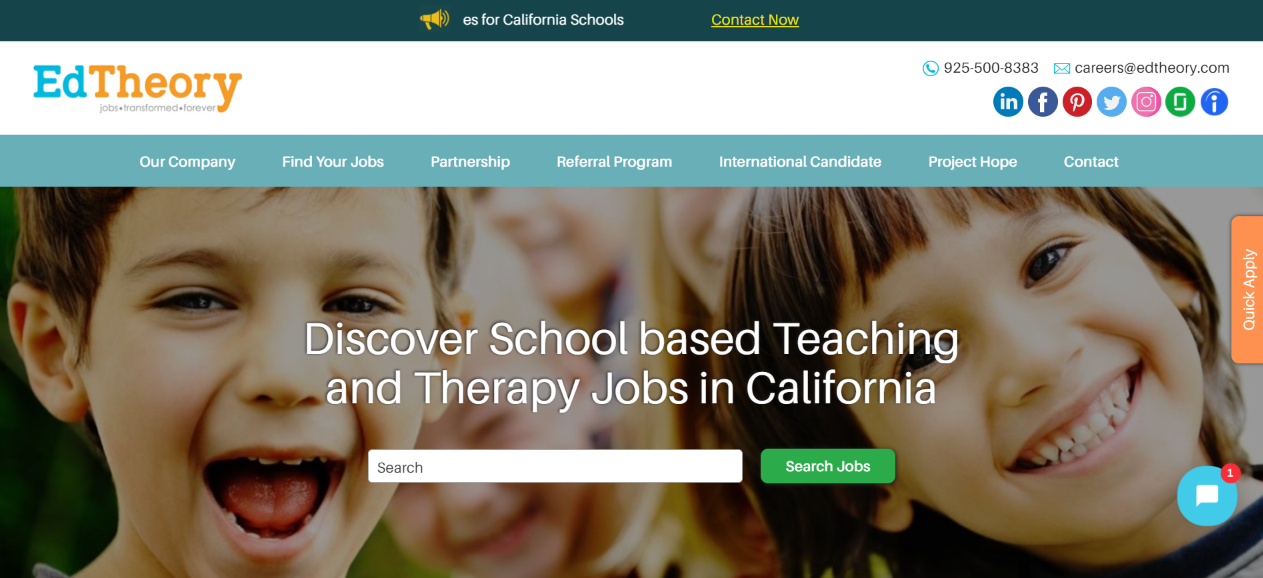 es for California Schools
Contact Now
EdTheory
jobs•transformed•forever
925-500-8383
careers@edtheory.com
Our Company
Find Your Jobs
Partnership
Referral Program
International Candidate
Project Hope
Contact
Quick Apply
Discover School based Teaching
and Therapy Jobs in California
Search
Search Jobs
1